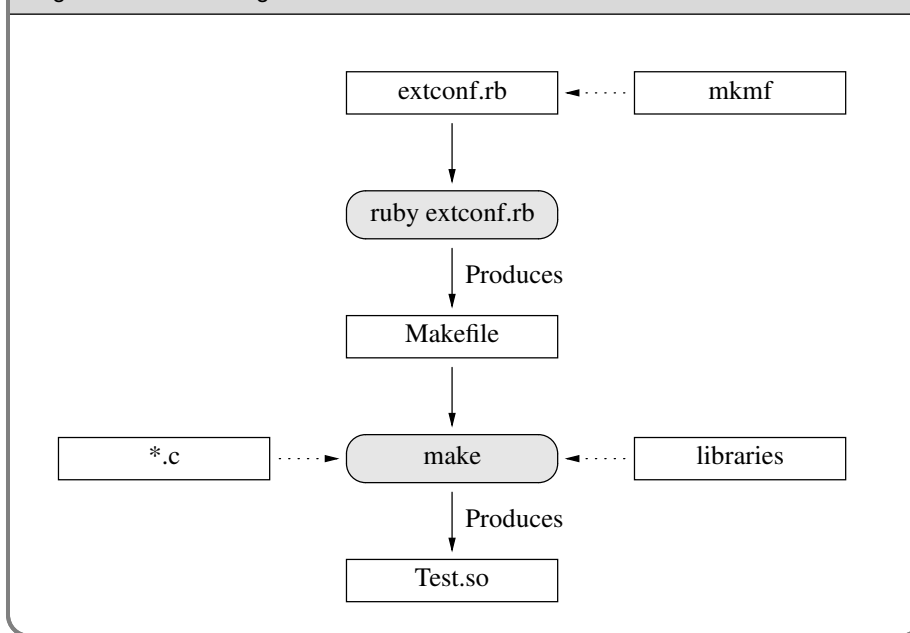 extconf.rb
mkmf
ruby extconf.rb
Produces
Makefile
*.c
make
libraries
Produces
Test.so